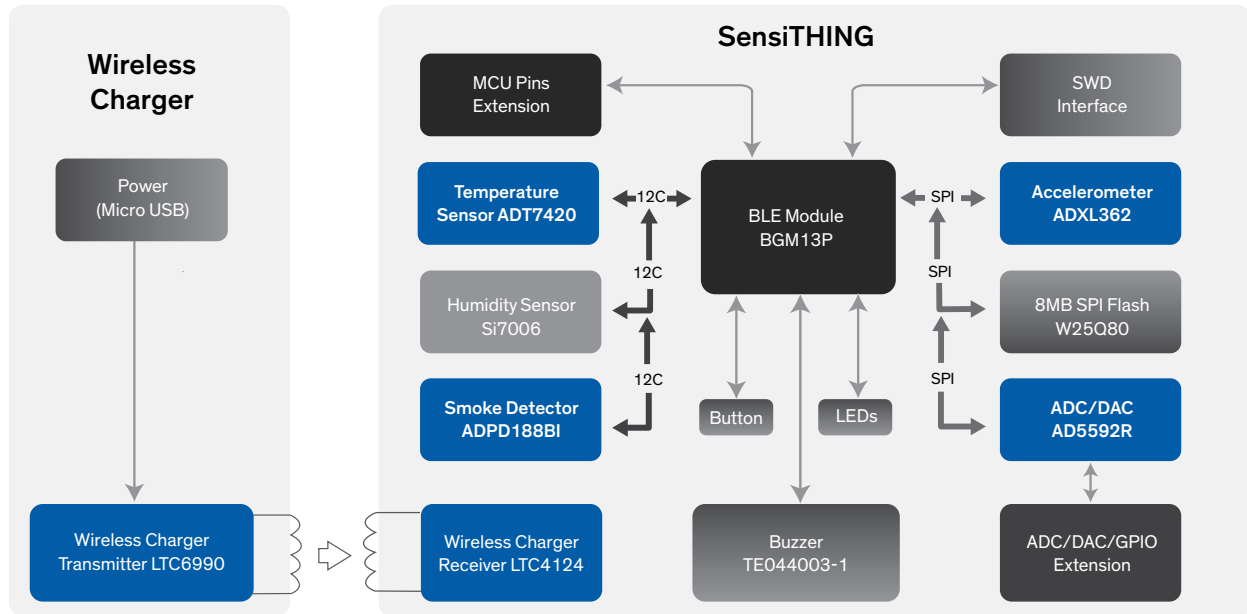 Wireless
Charger
Power
(Micro USB)
Wireless Charger
Transmitter LTC6990
SensiTHING
MCU Pins
Extension
SWD
Interface
Temperature
Sensor ADT7420
12C
BLE Module
BGM13P
SPI
Accelerometer
ADXL362
12C
SPI
Humidity Sensor
Si7006
8MB SPI Flash
W25Q80
12C
SPI
Smoke Detector
ADPD188BI
Button
LEDs
ADC/DAC
AD5592R
Wireless Charger
Receiver LTC4124
Buzzer
TE044003-1
ADC/DAC/GPIO
Extension